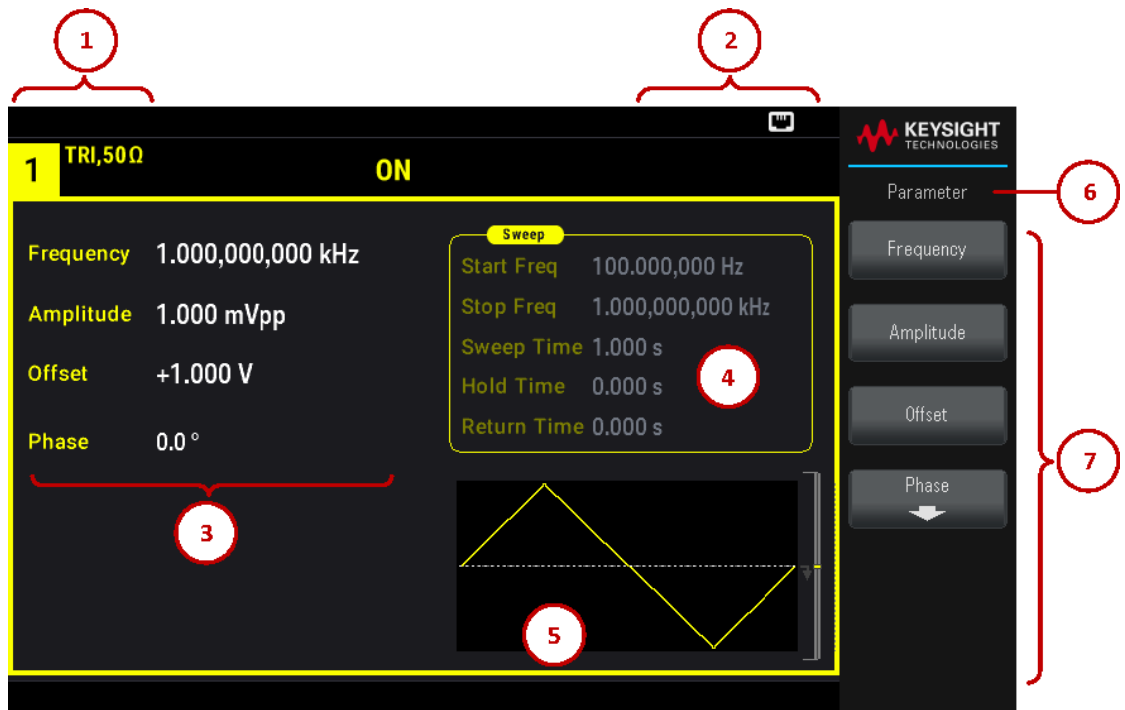 1
2
KEYSIGHT
TECHNOLOGIES
1
TRI,50Ω
ON
Parameter
6
Frequency 1.000,000,000 kHz
Amplitude 1.000 mVpp
Offset +1.000 V
Phase 0.0 °
3
Sweep
Start Freq 100.000,000 Hz
Stop Freq 1.000,000,000 kHz
Sweep Time 1.000 s
Hold Time 0.000 s
Return Time 0.000 s
4
5
Frequency
Amplitude
Offset
Phase
7